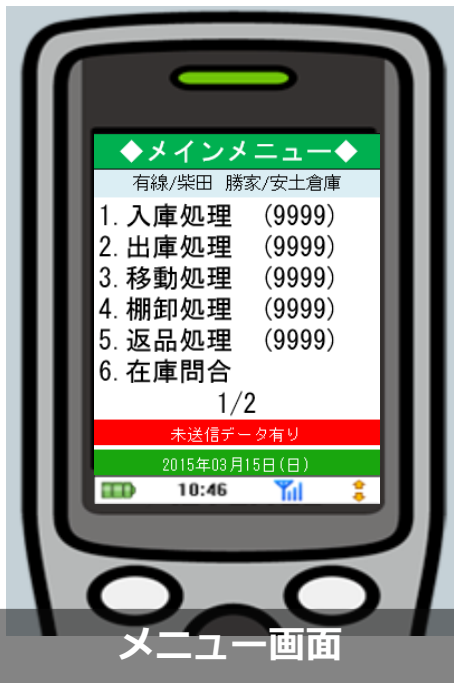 ◆メインメニュー◆
有線/柴田 勝家/安土倉庫
1.入庫処理 (9999)
2.出庫処理 (9999)
3.移動処理 (9999)
4.棚卸処理 (9999)
5.返品処理 (9999)
6.在庫問合
1/2
未送信データ有り
2015年03月15日(日)
10:46
メニュー画面